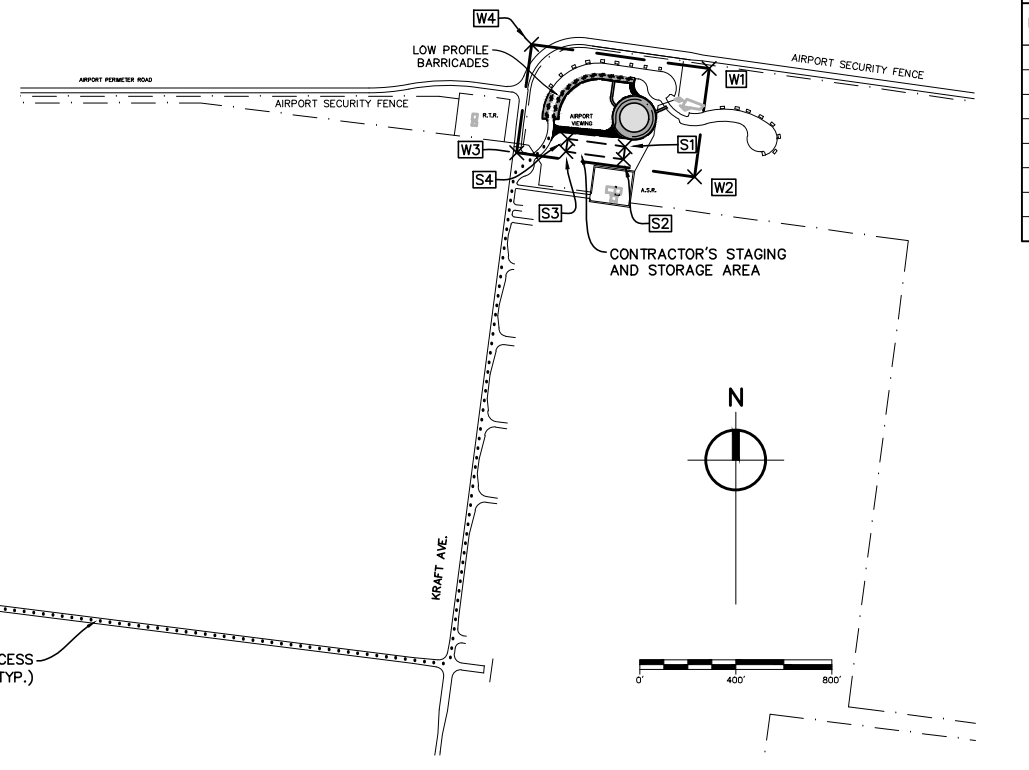 W4
LOW PROFILE
BARRICADES
AIRPORT SECURITY FENCE
W1
AIRPORT PERIMETER ROAD
AIRPORT SECURITY FENCE
R.T.R.
AIRPORT
VIEWING
W3
S1
S4
W2
A.S.R.
S3
S2
CONTRACTOR'S STAGING
AND STORAGE AREA
N
KRAFT AVE.
CESS
TYP.)
0'
400'
800'